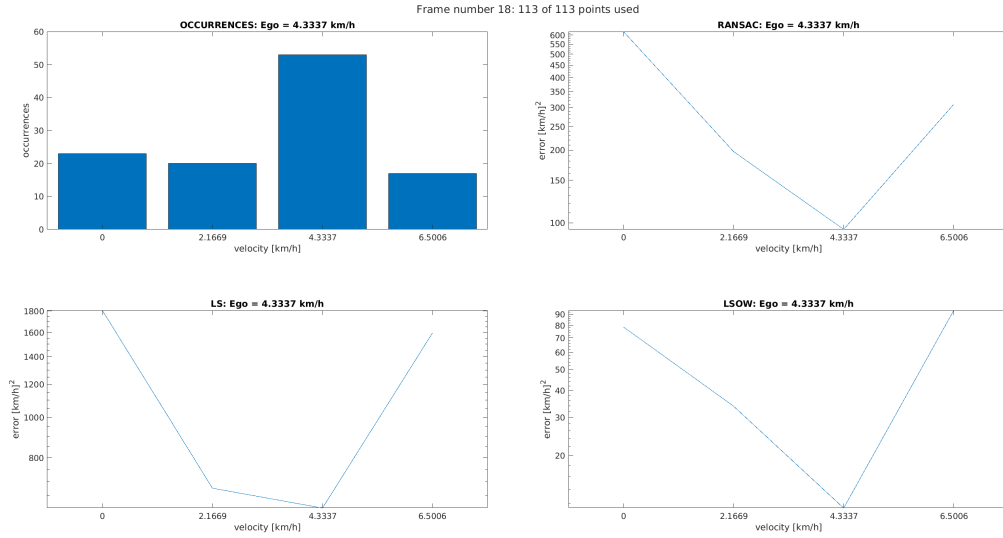 Frame number 18: 113 of 113 points used
OCCURRENCES: Ego = 4.3337 km/h
60
50
40
30
20
10
0
occurrences
0 2.1669 4.3337 6.5006
velocity [km/h]
RANSAC: Ego = 4.3337 km/h
600
550
500
450
400
350
300
250
200
150
100
error [km/h]²
0 2.1669 4.3337 6.5006
velocity [km/h]
LS: Ego = 4.3337 km/h
1800
1600
1400
1200
1000
800
error [km/h]²
0 2.1669 4.3337 6.5006
velocity [km/h]
LSOW: Ego = 4.3337 km/h
90
80
70
60
50
40
30
20
error [km/h]²
0 2.1669 4.3337 6.5006
velocity [km/h]